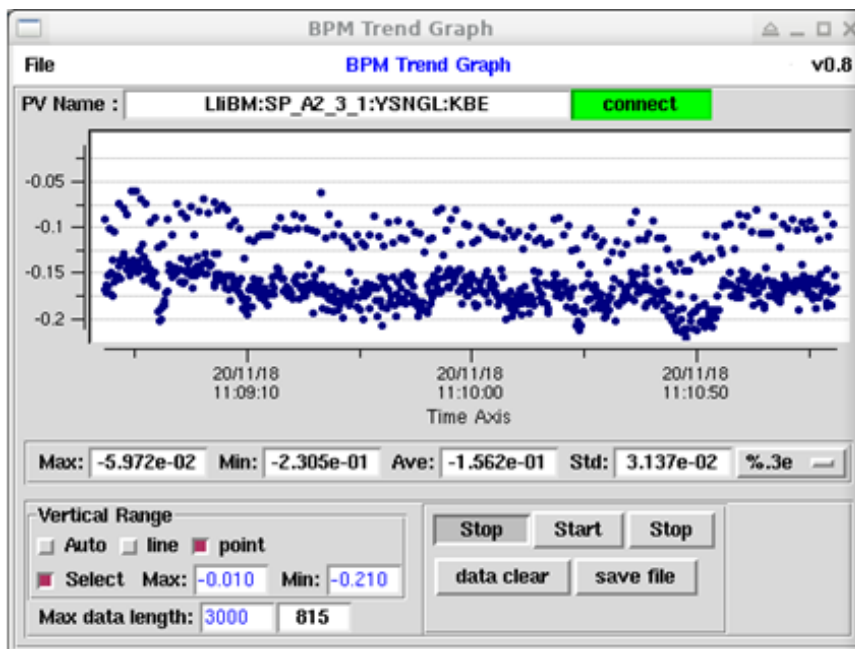 BPM Trend Graph
File BPM Trend Graph v0.8
PV Name : LIiBM:SP_A2_3_1:YSNGL:KBE connect
-0.05
-0.1
-0.15
-0.2
20/11/18 20/11/18 20/11/18
11:09:10 11:10:00 11:10:50
Time Axis
Max: -5.972e-02 Min: -2.305e-01 Ave: -1.562e-01 Std: 3.137e-02 %.3e
Vertical Range
Auto line point
Select Max: -0.010 Min: -0.210
Max data length: 3000 815
Stop Start Stop
data clear save file